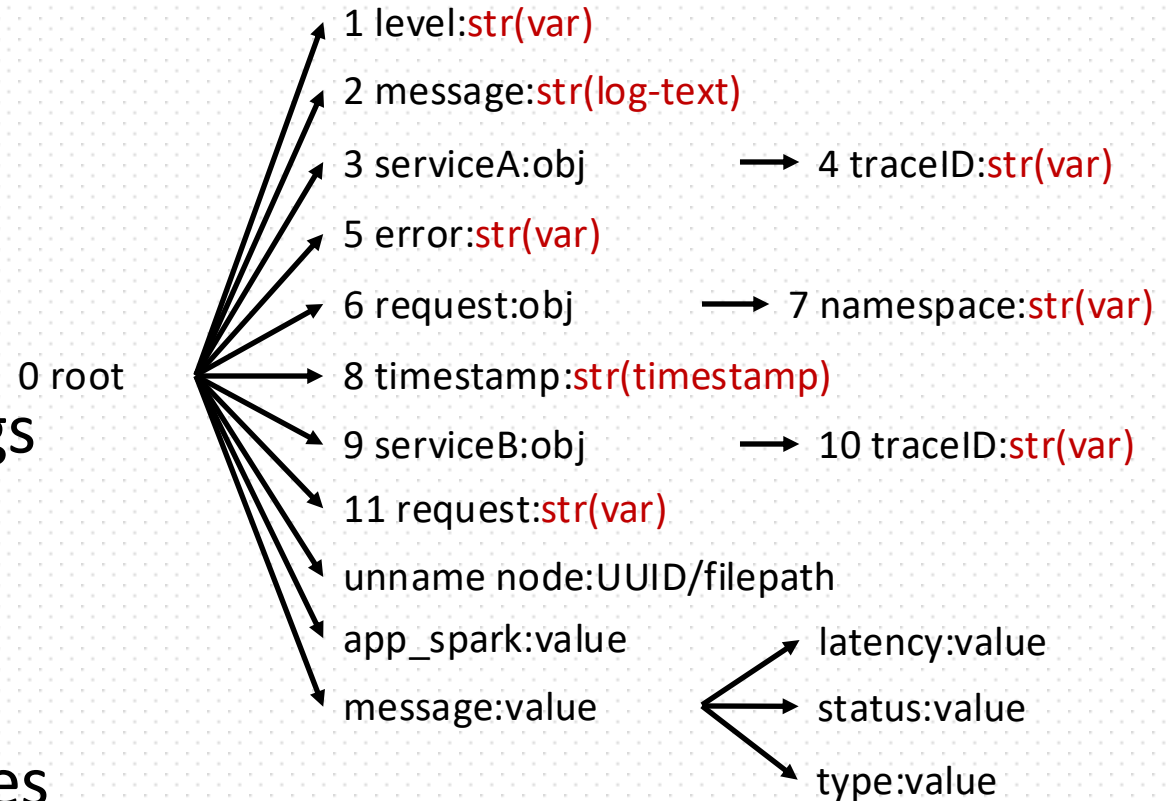 1 level:str(var)
2 message:str(log-text)
3 serviceA:obj
4 traceID:str(var)
5 error:str(var)
6 request:obj
7 namespace:str(var)
0 root
8 timestamp:str(timestamp)
9 serviceB:obj
10 traceID:str(var)
11 request:str(var)
unname node:UUID/filepath
app_spark:value
message:value
latency:value
status:value
type:value